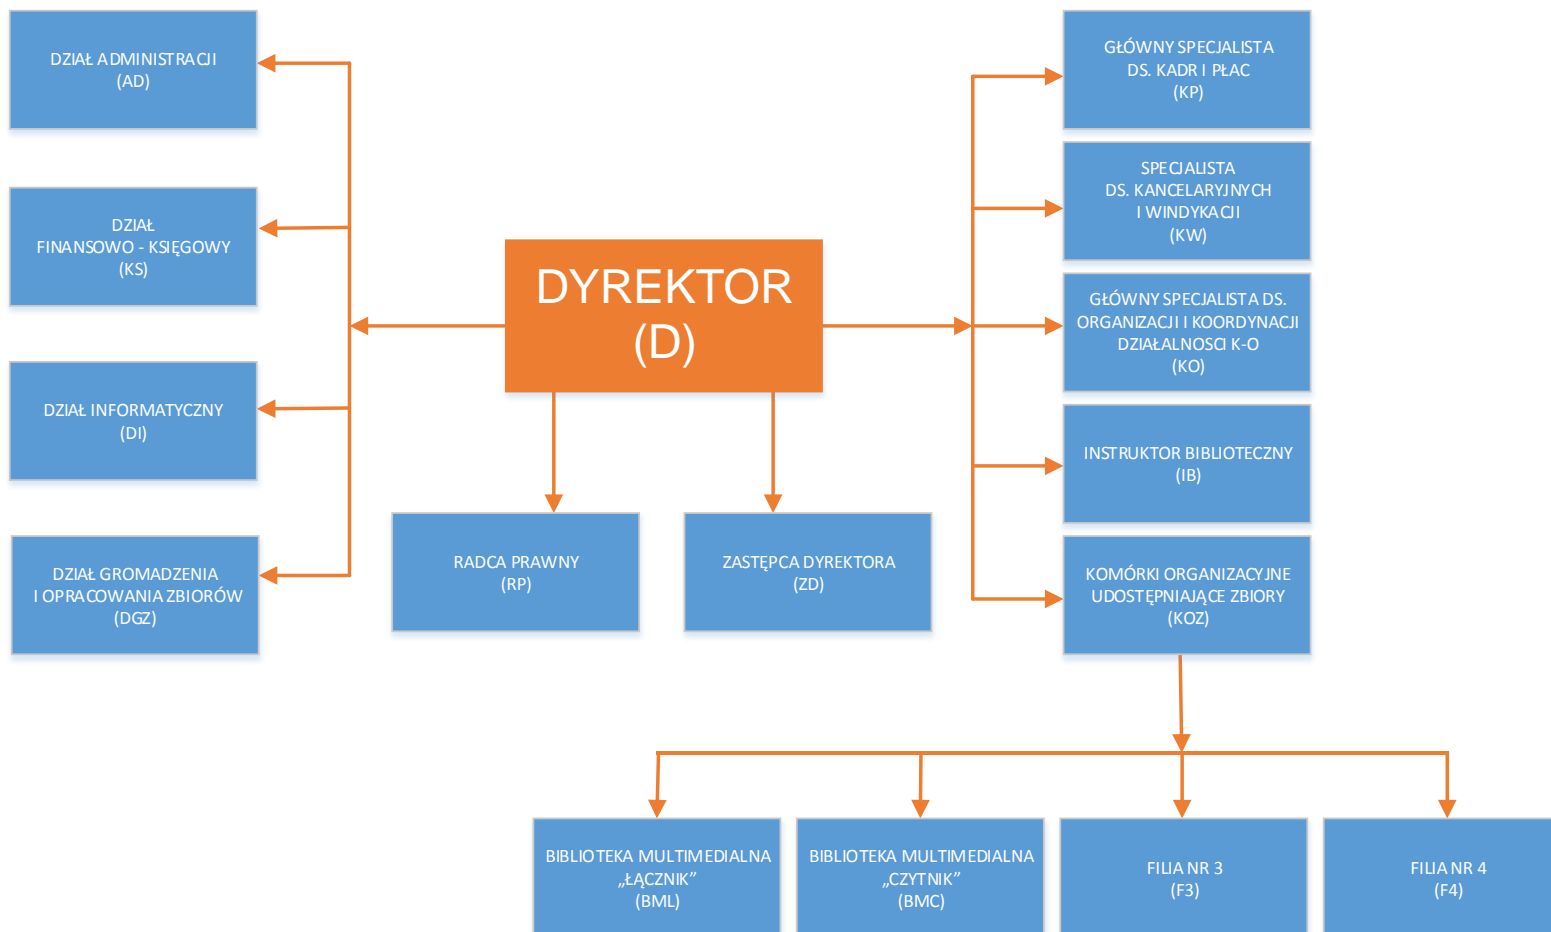 DZIAŁ ADMINISTRACJI
(AD)
DZIAŁ
FINANSOWO - KSIĘGOWY
(KS)
DZIAŁ INFORMATYCZNY
(DI)
DZIAŁ GROMADZENIA
I OPRACOWANIA ZBIORÓW
(DGZ)
DYREKTOR
(D)
RADCA PRAWNY
(RP)
ZASTĘPCA DYREKTORA
(ZD)
GŁÓWNY SPECJALISTA
DS. KADR I PŁAC
(KP)
SPECJALISTA
DS. KANCELARYJNYCH
I WINDYKACJI
(KW)
GŁÓWNY SPECJALISTA DS.
ORGANIZACJI I KOORDYNACJI
DZIAŁALNOSCI K-O
(KO)
INSTRUKTOR BIBLIOTECZNY
(IB)
KOMÓRKI ORGANIZACYJNE
UDOSTĘPNIAJĄCE ZBIORY
(KOZ)
BIBLIOTEKA MULTIMEDIALNA
„ŁĄCZNIK”
(BML)
BIBLIOTEKA MULTIMEDIALNA
„CZYTNIK”
(BMC)
FILIA NR 3
(F3)
FILIA NR 4
(F4)